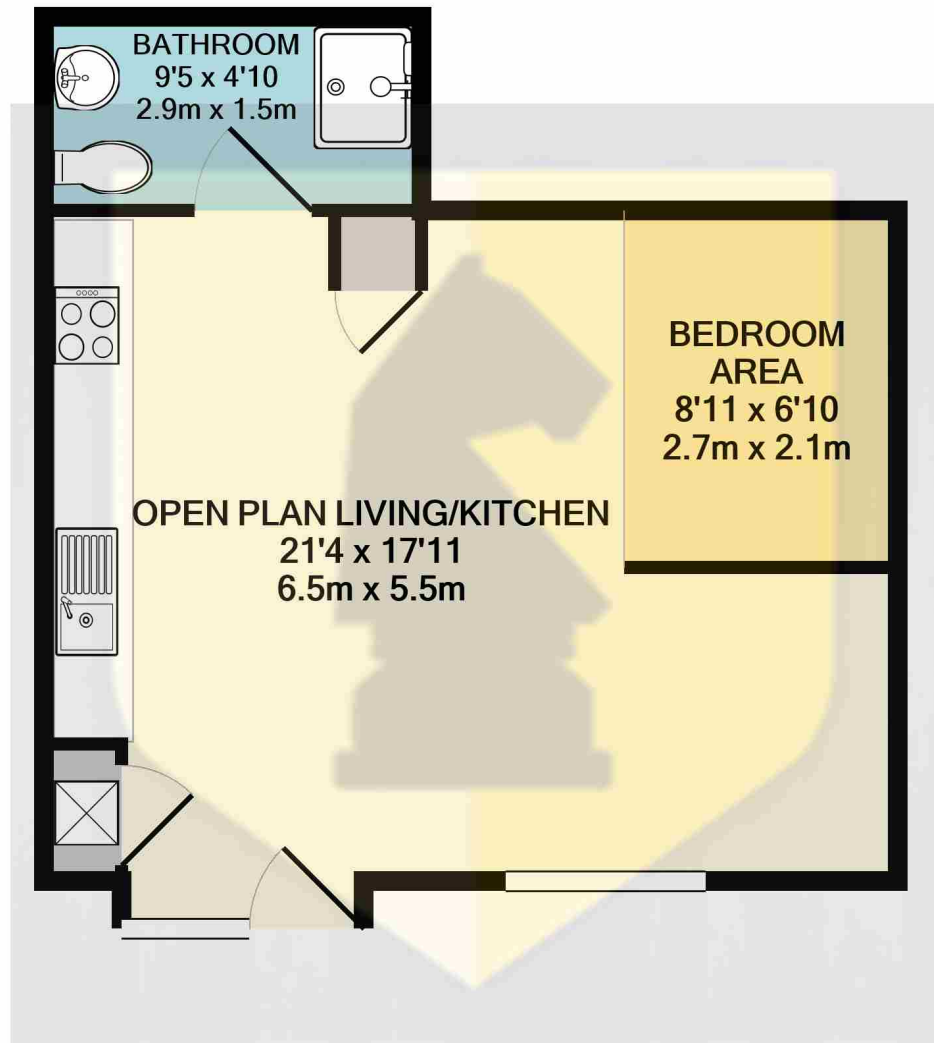 BATHROOM
9'5 x 4'10
2.9m x 1.5m
BEDROOM
AREA
8'11 x 6'10
2.7m x 2.1m
OPEN PLAN LIVING/KITCHEN
21'4 x 17'11
6.5m x 5.5m